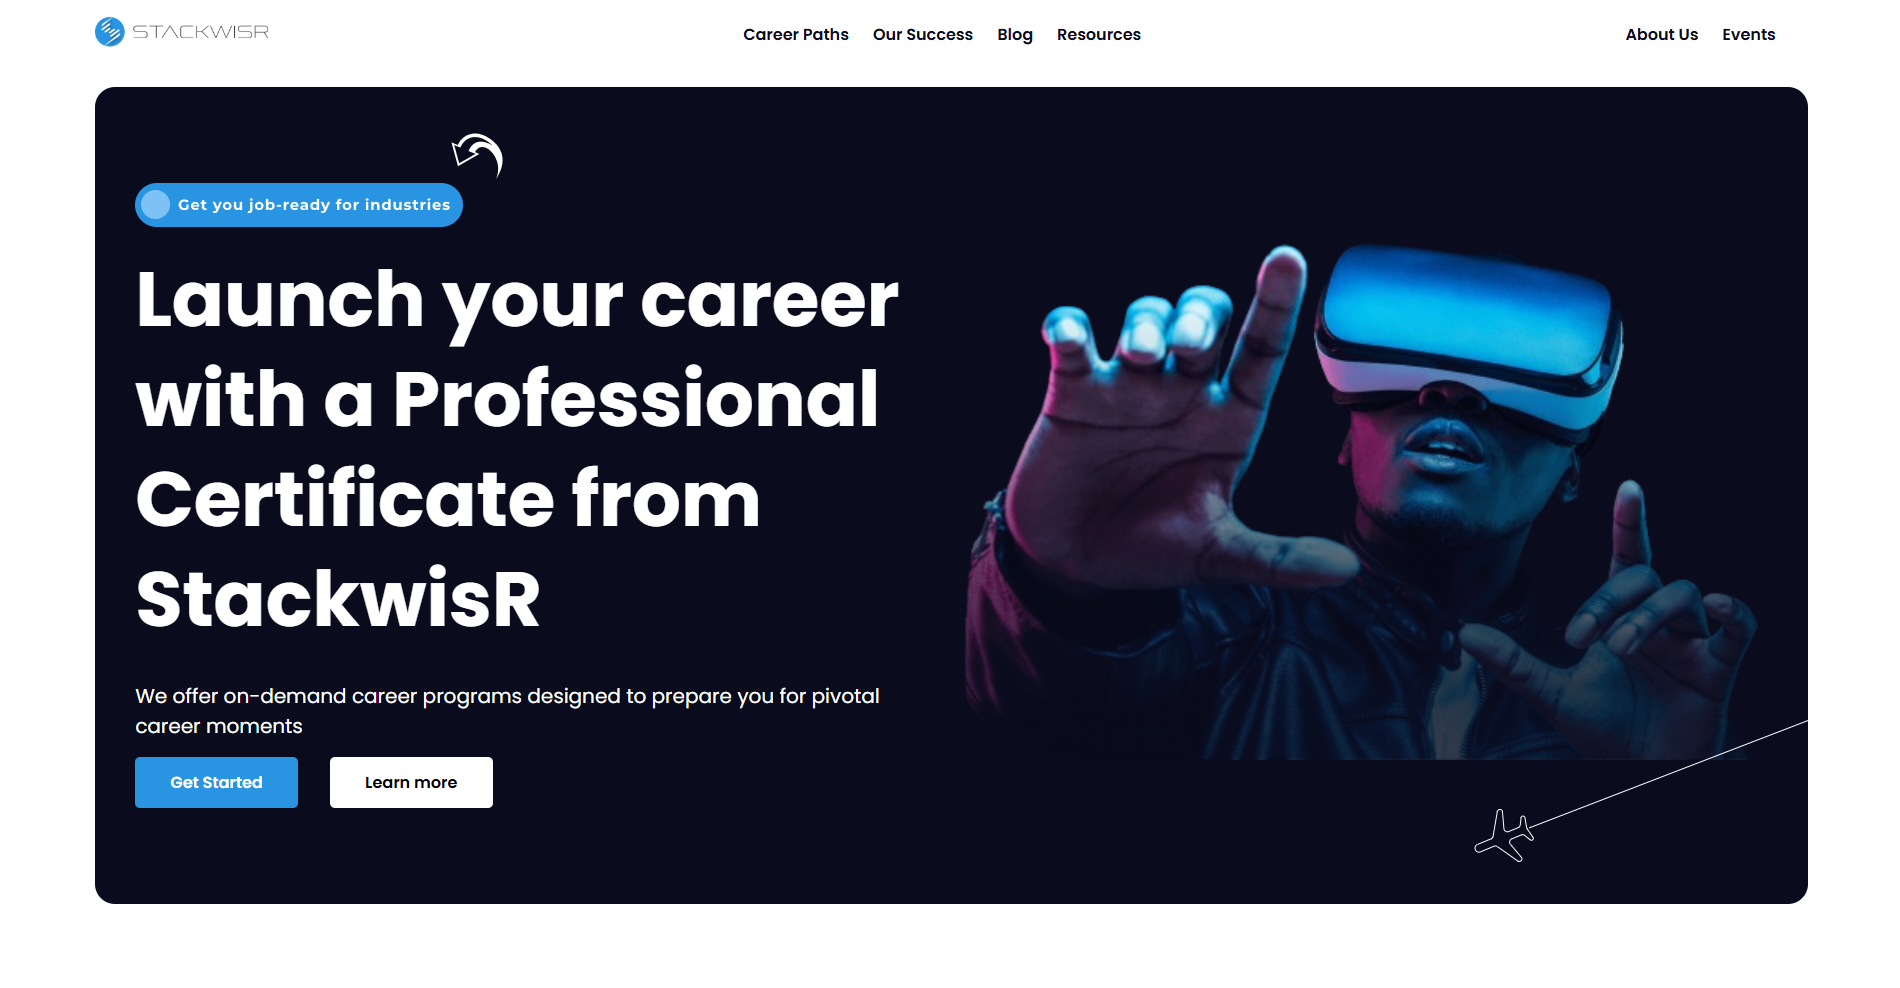 STACKWISR
Career Paths Our Success Blog Resources
About Us Events
Get you job-ready for industries
Launch your career
with a Professional
Certificate from
StackwisR
We offer on-demand career programs designed to prepare you for pivotal
career moments
Get Started
Learn more